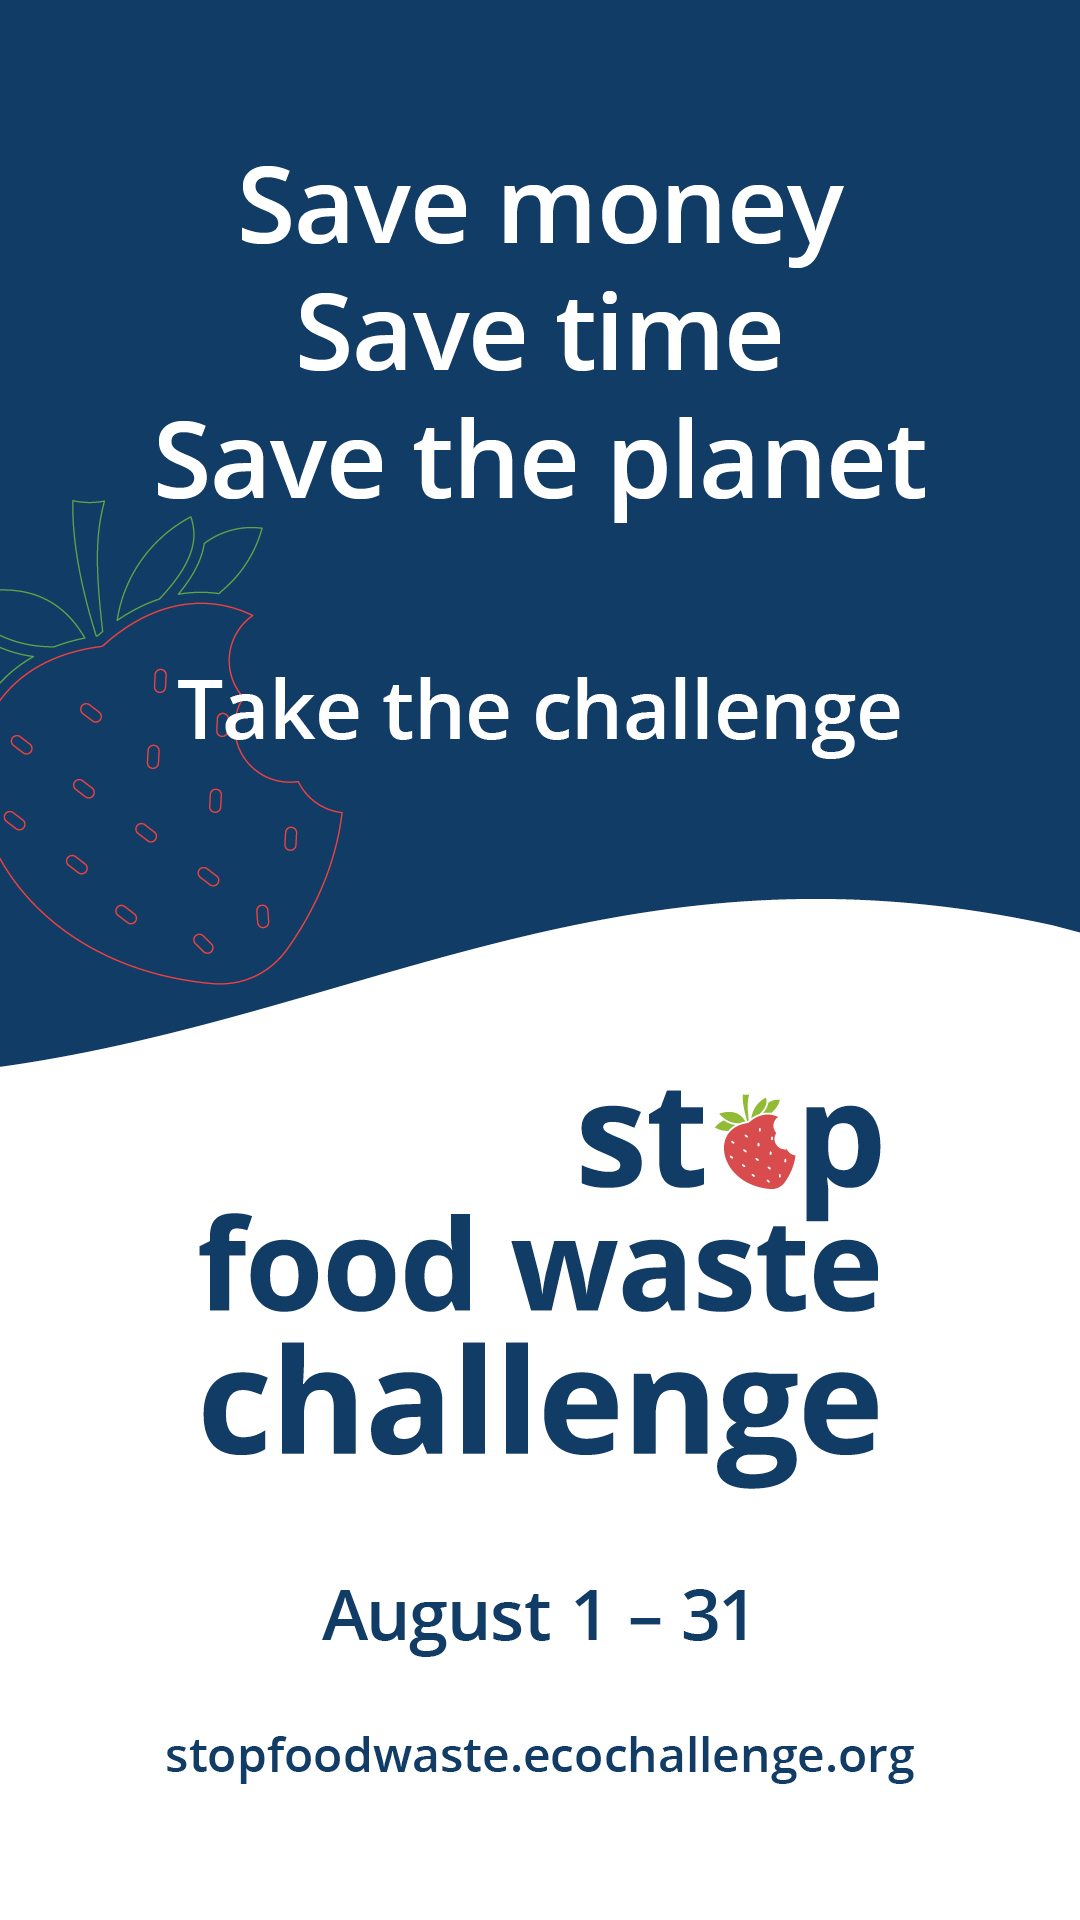 Save money
Save time
Save the planet
Take the challenge
stop
food waste
challenge
August 1 – 31
stopfoodwaste.ecochallenge.org